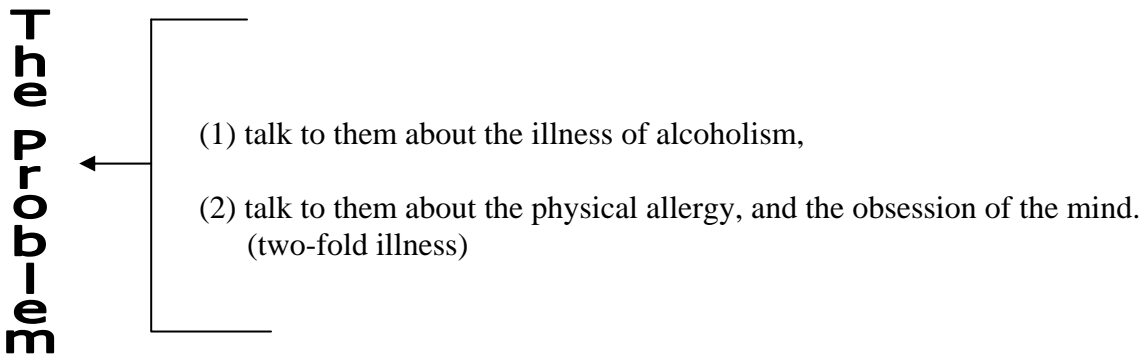 The Problem
(1) talk to them about the illness of alcoholism,
(2) talk to them about the physical allergy, and the obsession of the mind.
(two-fold illness)